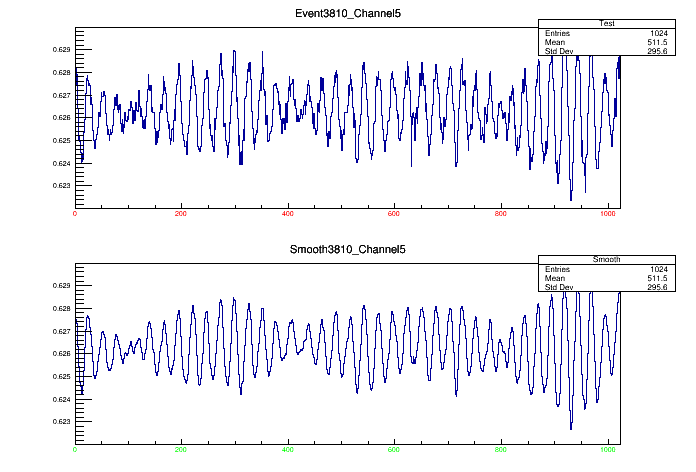 Event3810_Channel5
Test
Entries 1024
Mean 511.5
Std Dev 295.6
0.629
0.628
0.627
0.626
0.625
0.624
0.623
0 200 400 600 800 1000
Smooth3810_Channel5
Smooth
Entries 1024
Mean 511.5
Std Dev 295.6
0.629
0.628
0.627
0.626
0.625
0.624
0.623
0 200 400 600 800 1000